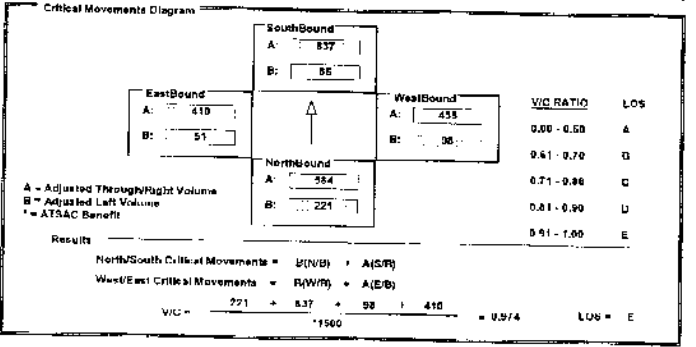 Critical Movements Diagram
SouthBound
A: 837
B: 66
EastBound
A: 410
B: 51
WestBound
A: 458
B: 98
NorthBound
A: 584
B: 221
V/C RATIO LOS
0.00 - 0.60 A
0.61 - 0.70 B
0.71 - 0.80 C
0.81 - 0.90 D
0.91 - 1.00 E
A = Adjusted Through/Right Volume
B = Adjusted Left Volume
* = ATSAC Benefit
Results
North/South Critical Movements = B(N/B) + A(S/B)
West/East Critical Movements = B(W/B) + A(E/B)
V/C = 221 + 837 + 98 + 410 = 0.974 LOS = E
*1500